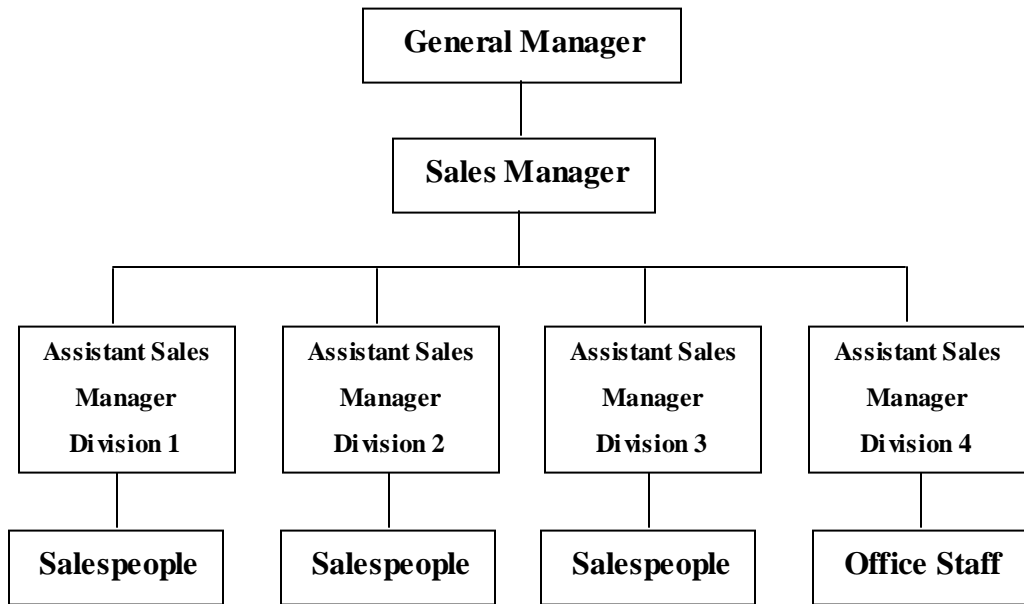 General Manager
Sales Manager
Assistant Sales
Manager
Division 1
Assistant Sales
Manager
Division 2
Assistant Sales
Manager
Division 3
Assistant Sales
Manager
Division 4
Salespeople
Salespeople
Salespeople
Office Staff